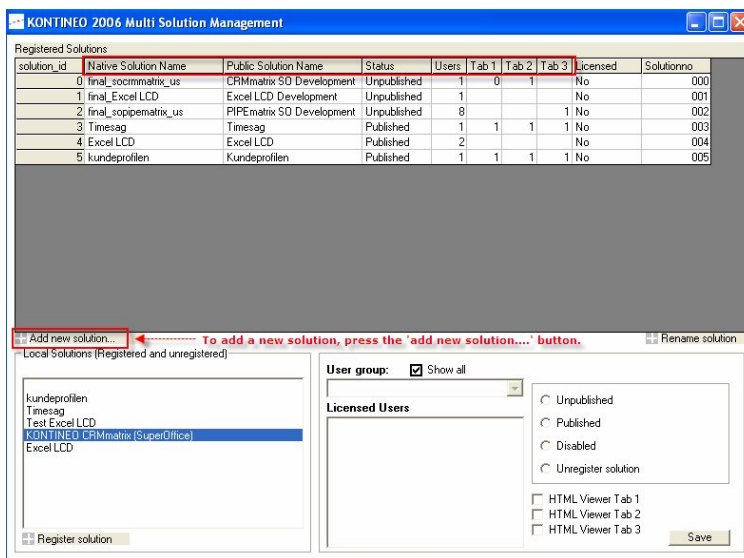 KONTINEO 2006 Multi Solution Management
Registered Solutions
solution_id Native Solution Name Public Solution Name Status Users Tab 1 Tab 2 Tab 3 Licensed Solutionno
0 final_socrmmatrix_us CRMmatrix SO Development Unpublished 1 0 1 No 000
1 final_Excel LCD Excel LCD Development Unpublished 1 No 001
2 final_sopipematrix_us PIPEmatrix SO Development Unpublished 8 1 No 002
3 Timesag Timesag Published 1 1 1 1 No 003
4 Excel LCD Excel LCD Published 2 No 004
5 kundeprofilen Kundeprofilen Published 1 1 1 1 No 005
Add new solution... To add a new solution, press the 'add new solution....' button. Rename solution
Local Solutions (Registered and unregistered)
kundeprofilen
Timesag
Test Excel LCD
KONTINEO CRMmatrix (SuperOffice)
Excel LCD
Register solution
User group: Show all
Licensed Users
Unpublished
Published
Disabled
Unregister solution
HTML Viewer Tab 1
HTML Viewer Tab 2
HTML Viewer Tab 3
Save